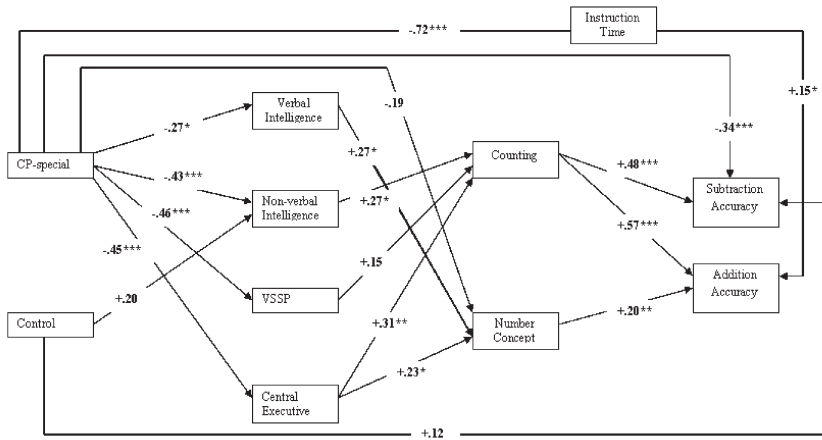 Instruction
Time
-.72***
+.15*
Verbal
Intelligence
-.19
-.27*
+.27*
-.34***
CP-special
Counting
-.43***
+.48***
Non-verbal
Intelligence
+.27*
Subtraction
Accuracy
-.46***
+.57***
-.45***
+.15
Addition
Accuracy
+.20
VSSP
Control
+.31**
+.20**
Number
Concept
+.23*
Central
Executive
+.12